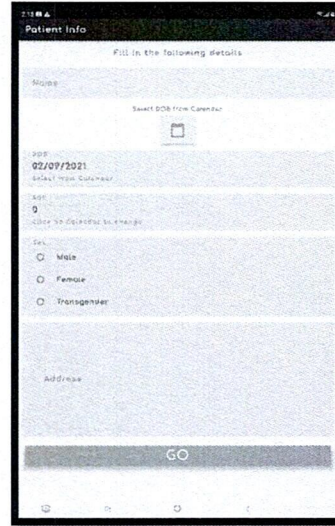 Patient Info
Fill in the following details
Name
Select DOB from Calendar
DOB
02/09/2021
Select from Calendar
Age
0
Click on Calendar to change
Sex
Male
Female
Transgender
Address
GO